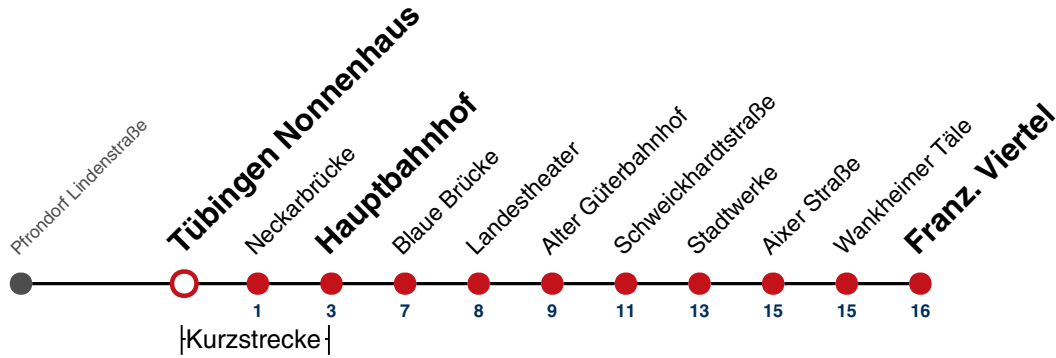 Pfrondorf Lindenstraße
Tübingen Nonnenhaus
Neckarbrücke
Hauptbahnhof
Blaue Brücke
Landestheater
Alter Güterbahnhof
Schweickhardtstraße
Stadtwerke
Aixer Straße
Wankheimer Täle
Franz. Viertel
1 3 7 8 9 11 13 15 15 16
Kurzstrecke